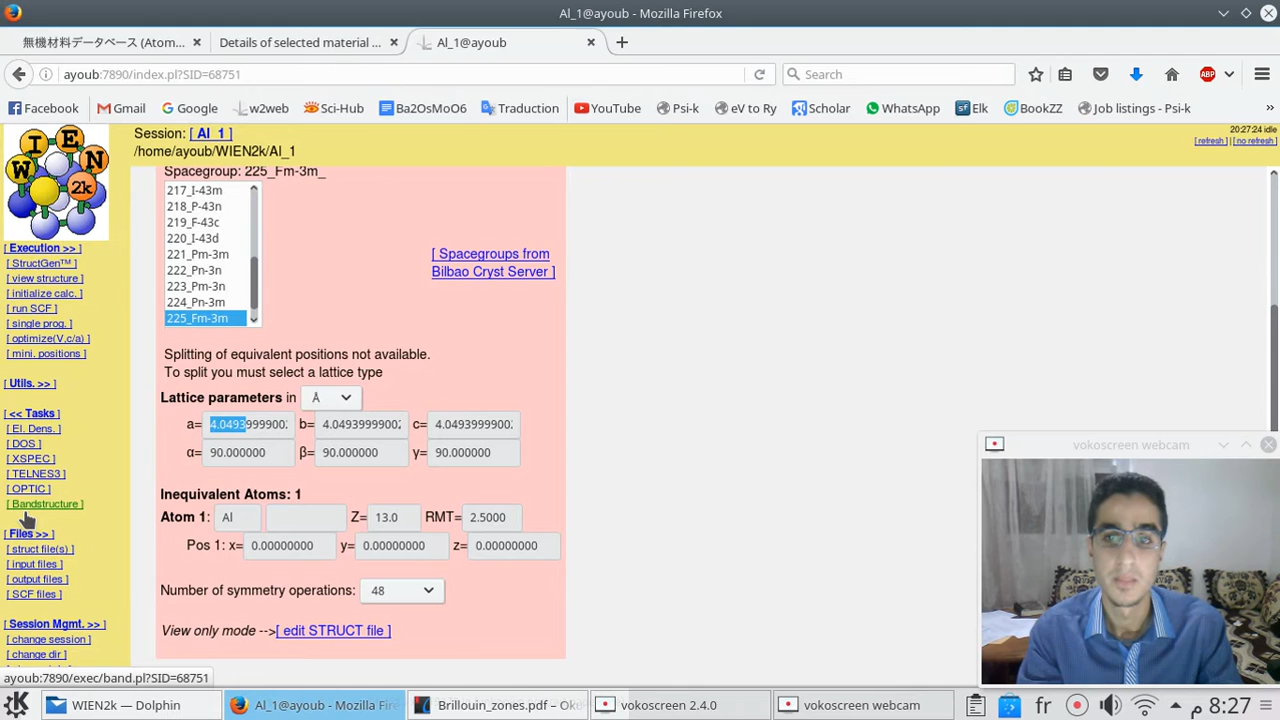 Al_1@ayoub - Mozilla Firefox
無機材料データベース (Atom...
Details of selected material ...
Al_1@ayoub
ayoub:7890/index.pl?SID=68751
Search
ABP
Facebook
Gmail
Google
w2web
Sci-Hub
Ba2OsMoO6
Traduction
YouTube
Psi-k
eV to Ry
Scholar
WhatsApp
Elk
BookZZ
Job listings - Psi-k
WIEN2k
Session: [ Al_1 ]
/home/ayoub/WIEN2k/Al_1
20:27:24 idle
[ refresh ] [ no refresh ]
[ Execution >> ]
[ StructGen™ ]
[ view structure ]
[ initialize calc. ]
[ run SCF ]
[ single prog. ]
[ optimize(V,c/a) ]
[ mini. positions ]
[ Utils. >> ]
[ << Tasks ]
[ El. Dens. ]
[ DOS ]
[ XSPEC ]
[ TELNES3 ]
[ OPTIC ]
[ Bandstructure ]
[ Files >> ]
[ struct file(s) ]
[ input files ]
[ output files ]
[ SCF files ]
[ Session Mgmt. >> ]
[ change session ]
[ change dir ]
Spacegroup: 225_Fm-3m_
217_I-43m
218_P-43n
219_F-43c
220_I-43d
221_Pm-3m
222_Pn-3n
223_Pm-3n
224_Pn-3m
225_Fm-3m
[ Spacegroups from
Bilbao Cryst Server ]
Splitting of equivalent positions not available.
To split you must select a lattice type
Lattice parameters in Å
a= 4.0493999900: b= 4.0493999900: c= 4.0493999900:
α= 90.000000 β= 90.000000 γ= 90.000000
Inequivalent Atoms: 1
Atom 1: Al Z= 13.0 RMT= 2.5000
Pos 1: x= 0.00000000 y= 0.00000000 z= 0.00000000
Number of symmetry operations: 48
View only mode -->[ edit STRUCT file ]
vokoscreen webcam
ayoub:7890/exec/band.pl?SID=68751
WIEN2k — Dolphin
Al_1@ayoub - Mozilla Fire
Brillouin_zones.pdf –
vokoscreen 2.4.0
vokoscreen webcam
fr
8:27 م